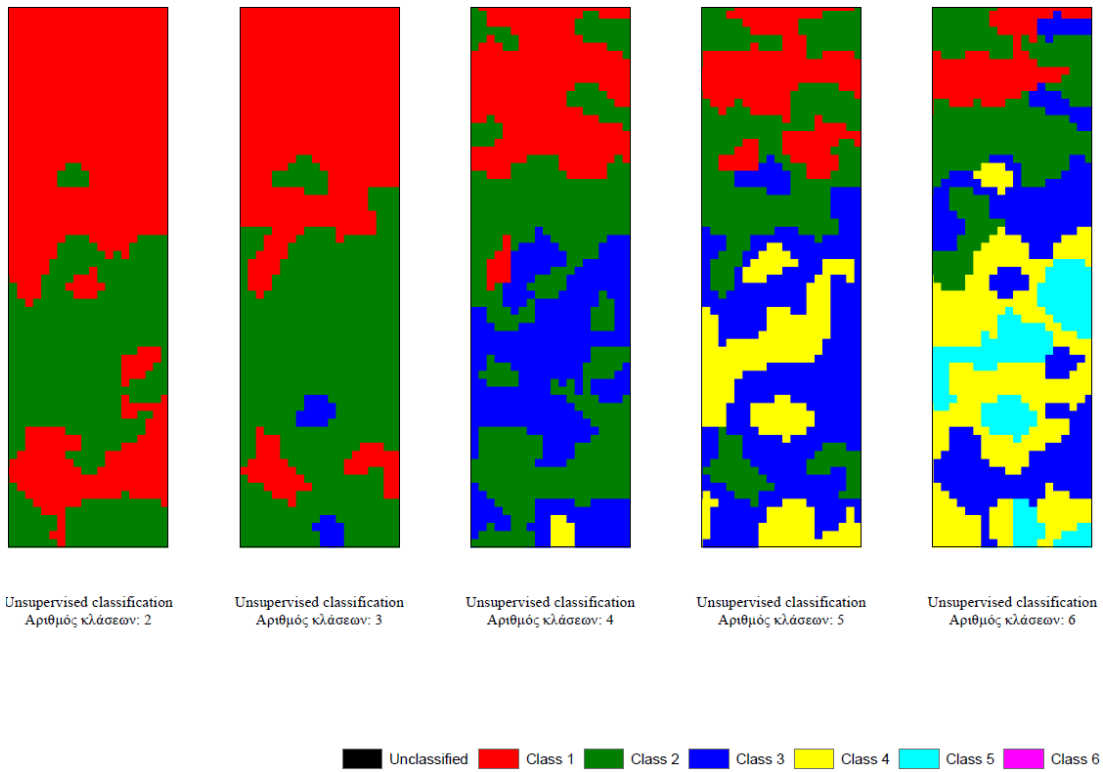 Unsupervised classification
Αριθμός κλάσεων: 2
Unsupervised classification
Αριθμός κλάσεων: 3
Unsupervised classification
Αριθμός κλάσεων: 4
Unsupervised classification
Αριθμός κλάσεων: 5
Unsupervised classification
Αριθμός κλάσεων: 6
Unclassified Class 1 Class 2 Class 3 Class 4 Class 5 Class 6